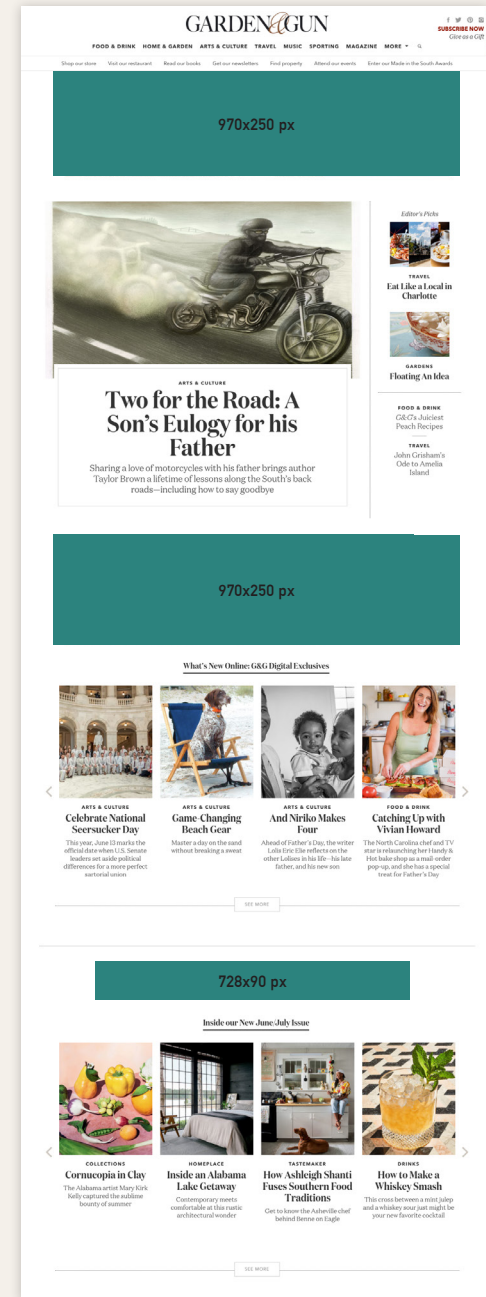 GARDEN & GUN
SUBSCRIBE NOW
Give as a Gift
FOOD & DRINK HOME & GARDEN ARTS & CULTURE TRAVEL MUSIC SPORTING MAGAZINE MORE
Shop our store Visit our restaurant Read our books Get our newsletters Find property Attend our events Enter our Made in the South Awards
970x250 px
ARTS & CULTURE
Two for the Road: A
Son's Eulogy for his
Father
Sharing a love of motorcycles with his father brings author
Taylor Brown a lifetime of lessons along the South's back
roads—including how to say goodbye
Editor's Picks
TRAVEL
Eat Like a Local in
Charlotte
GARDENS
Floating An Idea
FOOD & DRINK
G&G's Juiciest
Peach Recipes
TRAVEL
John Grisham's
Ode to Amelia
Island
970x250 px
What's New Online: G&G Digital Exclusives
ARTS & CULTURE
Celebrate National
Seersucker Day
This year, June 13 marks the
official date when U.S. Senate
leaders set aside political
differences for a more perfect
sartorial union
ARTS & CULTURE
Game-Changing
Beach Gear
Master a day on the sand
without breaking a sweat
ARTS & CULTURE
And Niriko Makes
Four
Ahead of Father's Day, the writer
Lolis Eric Elie reflects on the
other Lolises in his life—his late
father, and his new son
FOOD & DRINK
Catching Up with
Vivian Howard
The North Carolina chef and TV
star is relaunching her Handy &
Hot bake shop as a mail-order
pop-up, and she has a special
treat for Father's Day
SEE MORE
728x90 px
Inside our New June/July Issue
COLLECTIONS
Cornucopia in Clay
The Alabama artist Mary Kirk
Kelly captured the sublime
bounty of summer
HOMEPLACE
Inside an Alabama
Lake Getaway
Contemporary meets
comfortable at this rustic
architectural wonder
TASTEMAKER
How Ashleigh Shanti
Fuses Southern Food
Traditions
Get to know the Asheville chef
behind Benne on Eagle
DRINKS
How to Make a
Whiskey Smash
This cross between a mint julep
and a whiskey sour just might be
your new favorite cocktail
SEE MORE